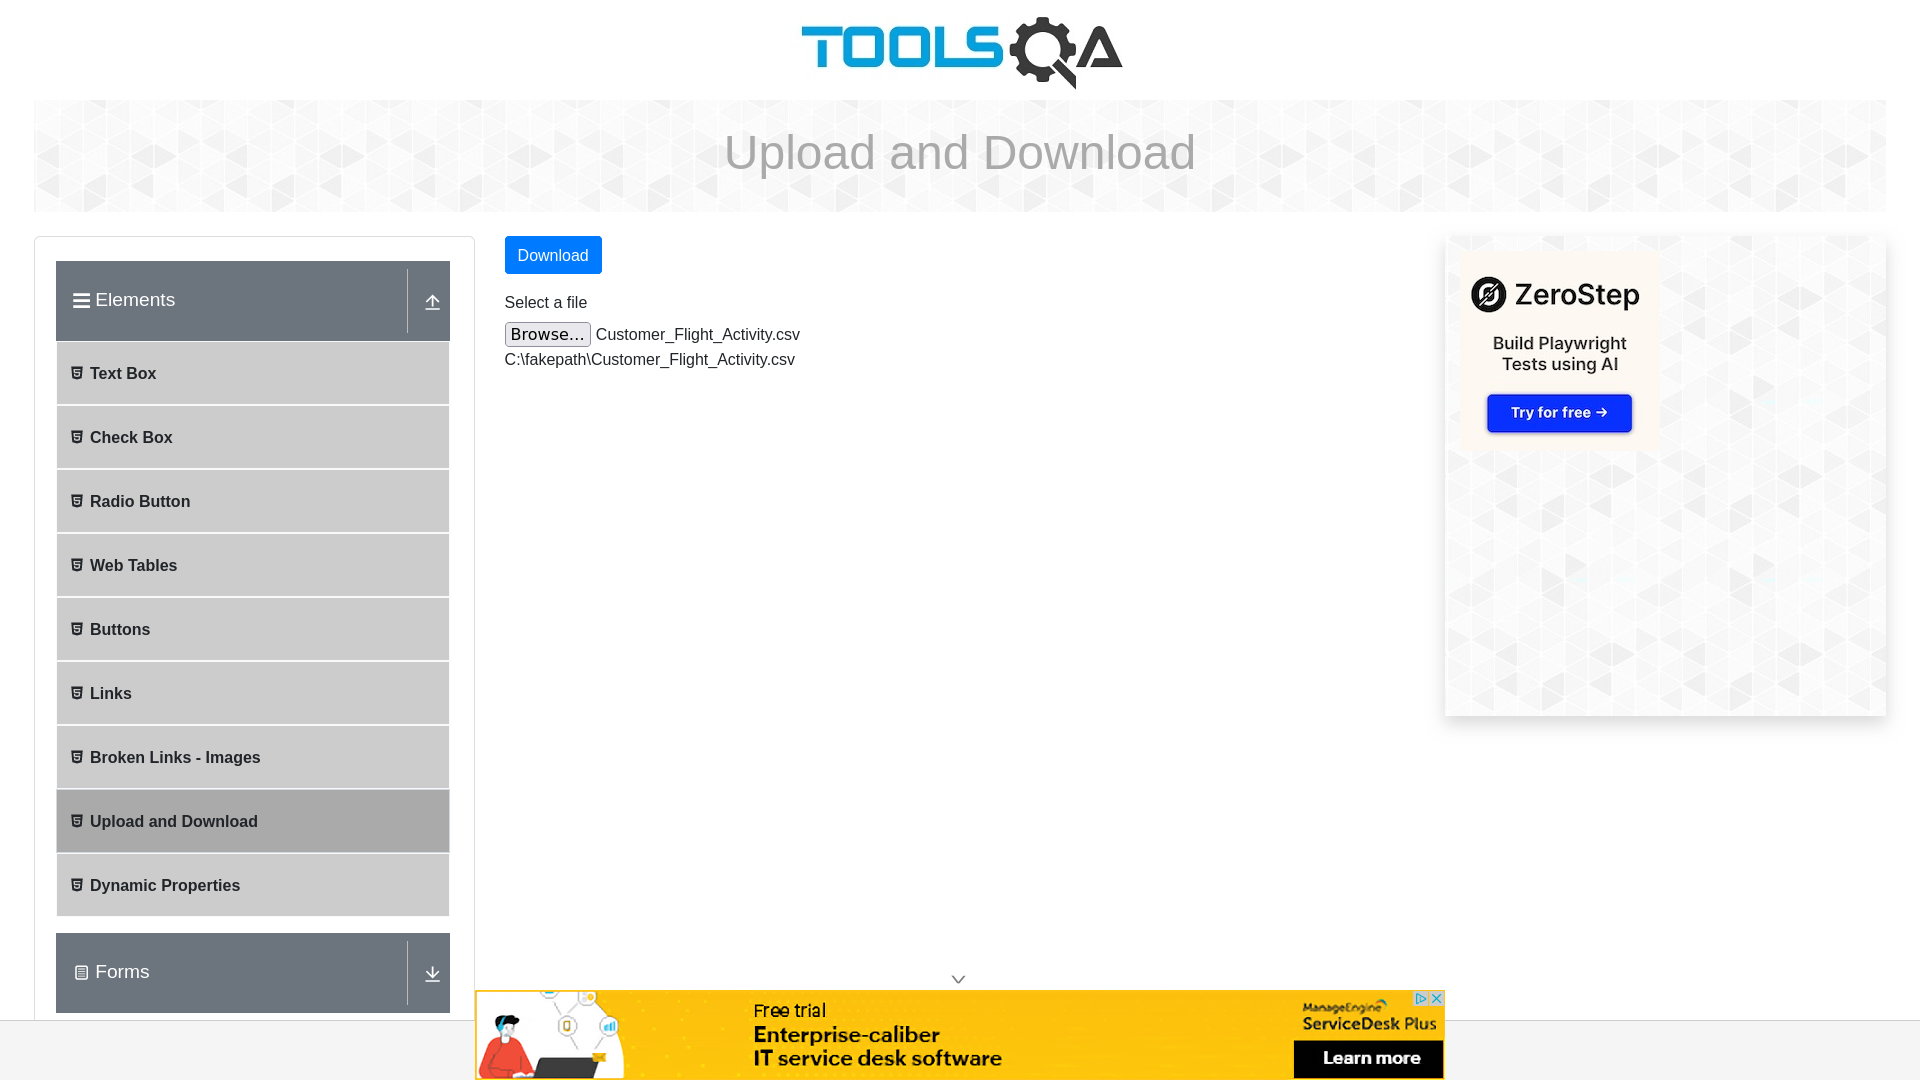 TOOLSQA
Upload and Download
Elements
Text Box
Check Box
Radio Button
Web Tables
Buttons
Links
Broken Links - Images
Upload and Download
Dynamic Properties
Forms
Download
Select a file
Browse... Customer_Flight_Activity.csv
C:\fakepath\Customer_Flight_Activity.csv
ZeroStep
Build Playwright
Tests using AI
Try for free →
Free trial
Enterprise-caliber
IT service desk software
ManageEngine
ServiceDesk Plus
Learn more